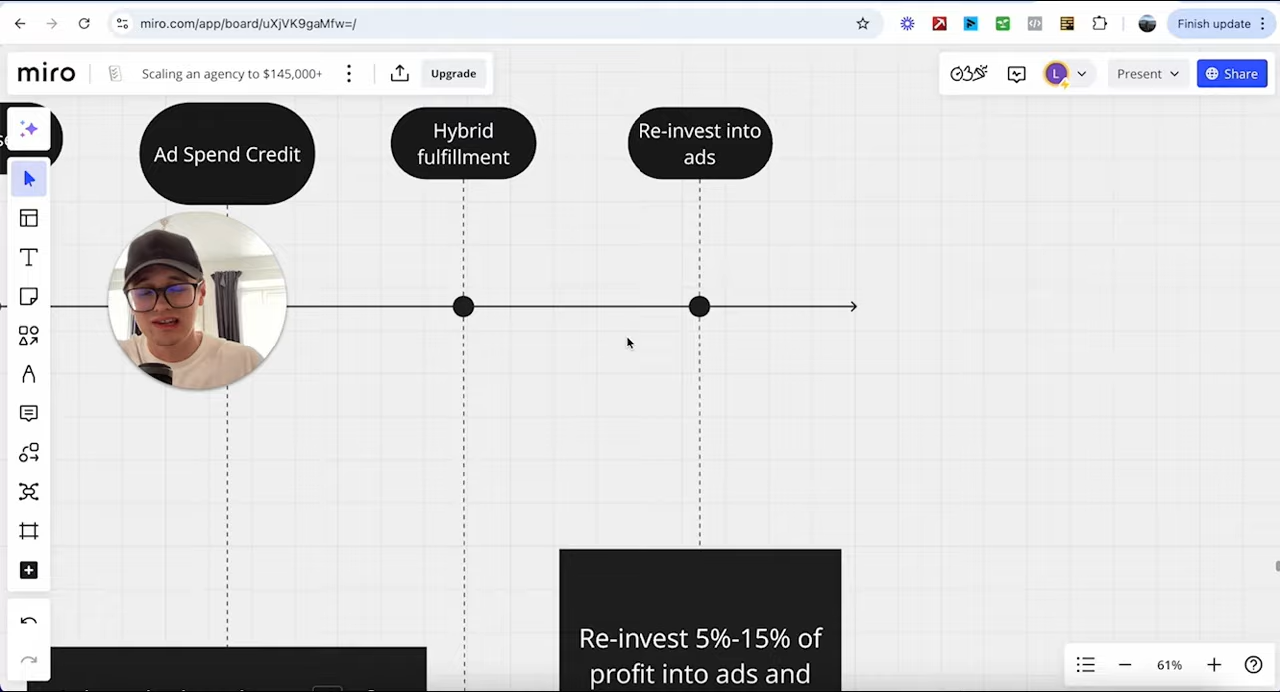 miro.com/app/board/uXjVK9gaMfw=/
Finish update
miro
Scaling an agency to $145,000+
Upgrade
L
Present
Share
Ad Spend Credit
Hybrid
fulfillment
Re-invest into
ads
Re-invest 5%-15% of
profit into ads and
61%